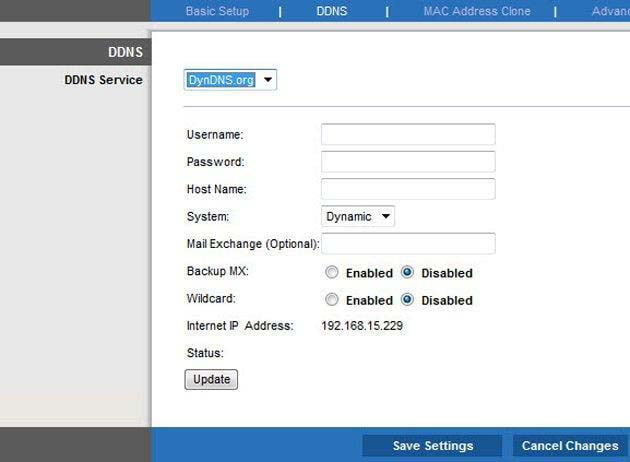 Basic Setup | DDNS | MAC Address Clone | Advan
DDNS
DDNS Service
DynDNS.org
Username:
Password:
Host Name:
System: Dynamic
Mail Exchange (Optional):
Backup MX: Enabled Disabled
Wildcard: Enabled Disabled
Internet IP Address: 192.168.15.229
Status:
Update
Save Settings Cancel Changes